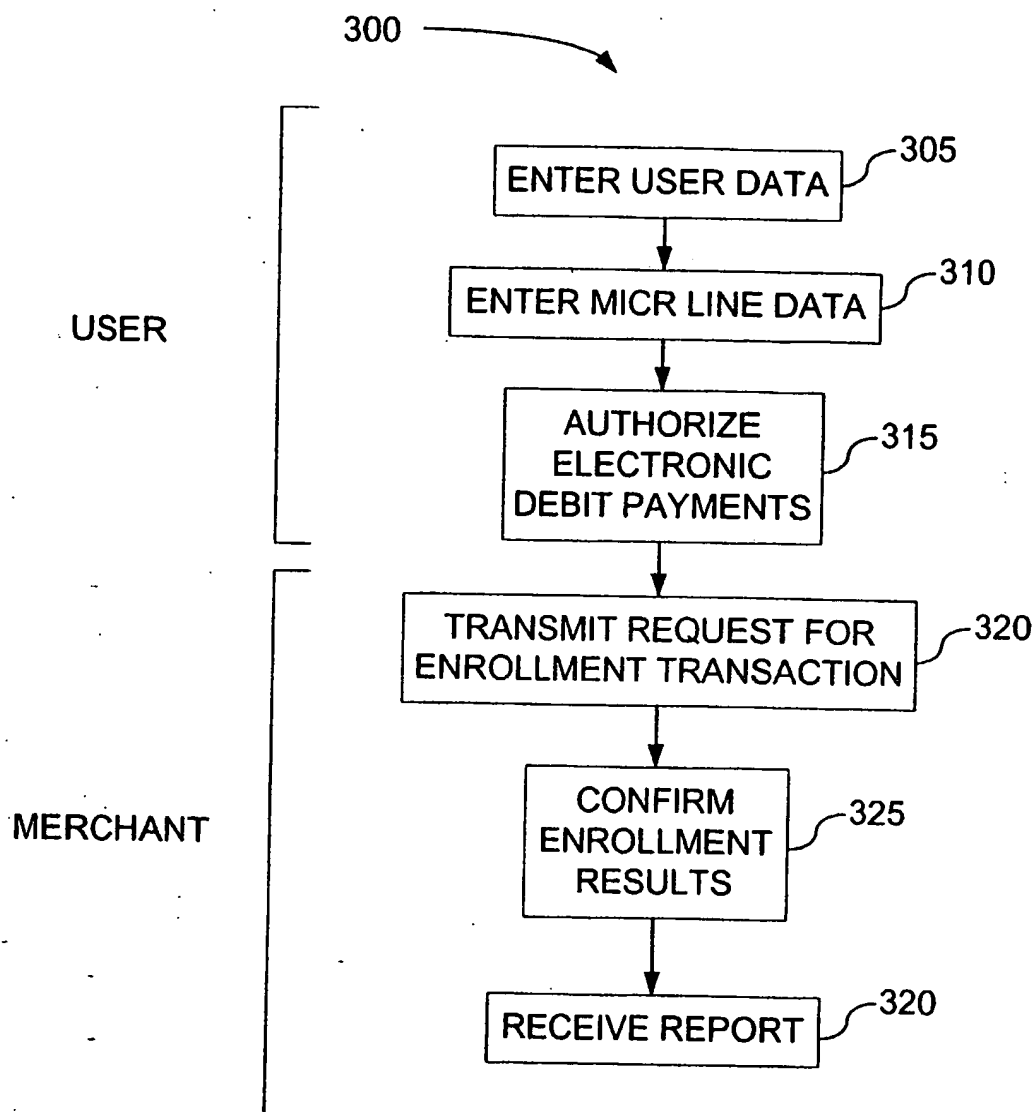 300
ENTER USER DATA
305
ENTER MICR LINE DATA
310
USER
AUTHORIZE
ELECTRONIC
DEBIT PAYMENTS
315
TRANSMIT REQUEST FOR
ENROLLMENT TRANSACTION
320
MERCHANT
CONFIRM
ENROLLMENT
RESULTS
325
RECEIVE REPORT
320